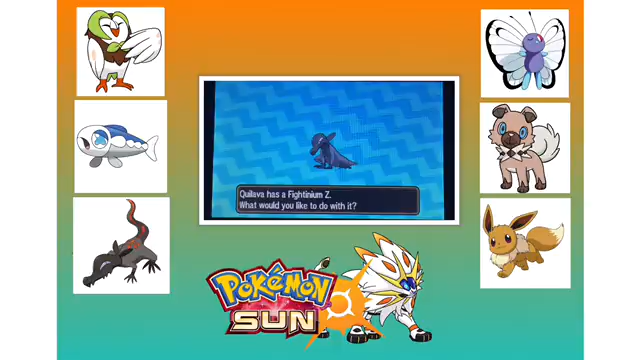 Quilava has a Fightinium Z.
What would you like to do with it?
POKéMON
SUN